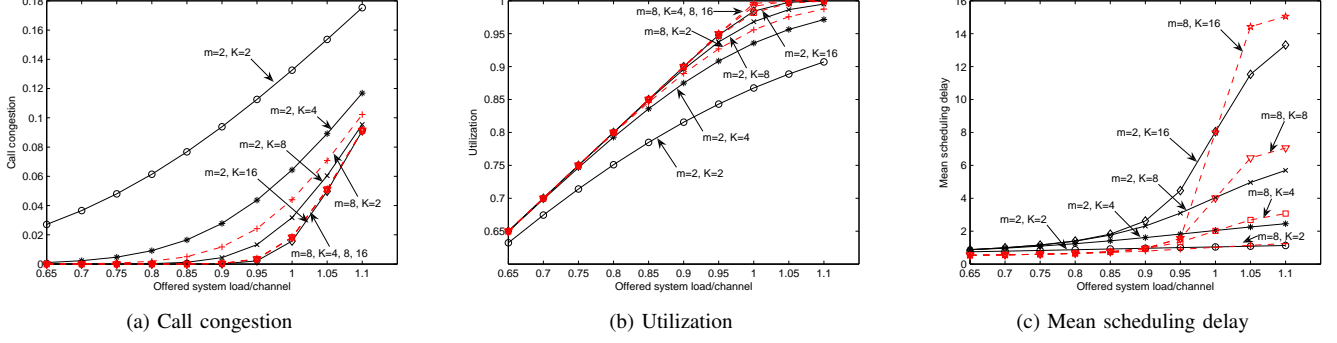 0.18
0.16
0.14
0.12
0.1
0.08
0.06
0.04
0.02
0
Call congestion
m=2, K=2
m=2, K=4
m=2, K=8
m=2, K=16
m=8, K=2
m=8, K=4, 8, 16
0.65 0.7 0.75 0.8 0.85 0.9 0.95 1 1.05 1.1
Offered system load/channel
(a) Call congestion
1
0.95
0.9
0.85
0.8
0.75
0.7
0.65
0.6
Utilization
m=8, K=4, 8, 16
m=8, K=2
m=2, K=16
m=2, K=8
m=2, K=4
m=2, K=2
0.65 0.7 0.75 0.8 0.85 0.9 0.95 1 1.05 1.1
Offered system load/channel
(b) Utilization
16
14
12
10
8
6
4
2
0
Mean scheduling delay
m=8, K=16
m=2, K=16
m=8, K=8
m=2, K=8
m=8, K=4
m=2, K=4
m=2, K=2
m=8, K=2
0.65 0.7 0.75 0.8 0.85 0.9 0.95 1 1.05 1.1
Offered system load/channel
(c) Mean scheduling delay